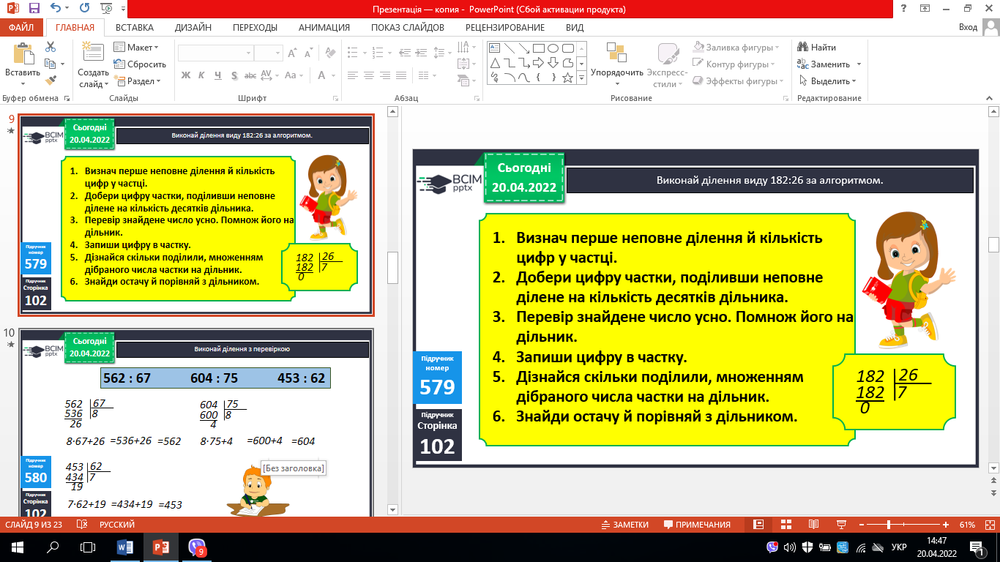 Презентація — копия - PowerPoint (Сбой активации продукта)
ФАЙЛ ГЛАВНАЯ ВСТАВКА ДИЗАЙН ПЕРЕХОДЫ АНИМАЦИЯ ПОКАЗ СЛАЙДОВ РЕЦЕНЗИРОВАНИЕ ВИД Вход
Вставить
Создать слайд
Макет
Сбросить
Раздел
Ж К Ч S abc AV Aa A
Упорядочить
Экспресс-стили
Заливка фигуры
Контур фигуры
Эффекты фигуры
Найти
Заменить
Выделить
Буфер обмена Слайды Шрифт Абзац Рисование Редактирование
9
BCIM pptx
Сьогодні
20.04.2022
Виконай ділення виду 182:26 за алгоритмом.
1. Визнач перше неповне ділення й кількість
цифр у частці.
2. Добери цифру частки, поділивши неповне
ділене на кількість десятків дільника.
3. Перевір знайдене число усно. Помнож його на
дільник.
4. Запиши цифру в частку.
5. Дізнайся скільки поділили, множенням
дібраного числа частки на дільник.
6. Знайди остачу й порівняй з дільником.
Підручник
номер
579
Підручник
Сторінка
102
182 26
182 7
0
10
BCIM pptx
Сьогодні
20.04.2022
Виконай ділення з перевіркою
562 : 67 604 : 75 453 : 62
562 67
536 8
26
604 75
600 8
4
8·67+26 =536+26 =562 8·75+4 =600+4 =604
453 62
434 7
19
7·62+19 =434+19 =453
[Без заголовка]
Підручник
номер
580
Підручник
Сторінка
102
BCIM
pptx
Сьогодні
20.04.2022
Виконай ділення виду 182:26 за алгоритмом.
1. Визнач перше неповне ділення й кількість
цифр у частці.
2. Добери цифру частки, поділивши неповне
ділене на кількість десятків дільника.
3. Перевір знайдене число усно. Помнож його на
дільник.
4. Запиши цифру в частку.
5. Дізнайся скільки поділили, множенням
дібраного числа частки на дільник.
6. Знайди остачу й порівняй з дільником.
Підручник
номер
579
Підручник
Сторінка
102
182 26
182 7
0
СЛАЙД 9 ИЗ 23 РУССКИЙ ЗАМЕТКИ ПРИМЕЧАНИЯ 61%
9 УКР 14:47
20.04.2022 1